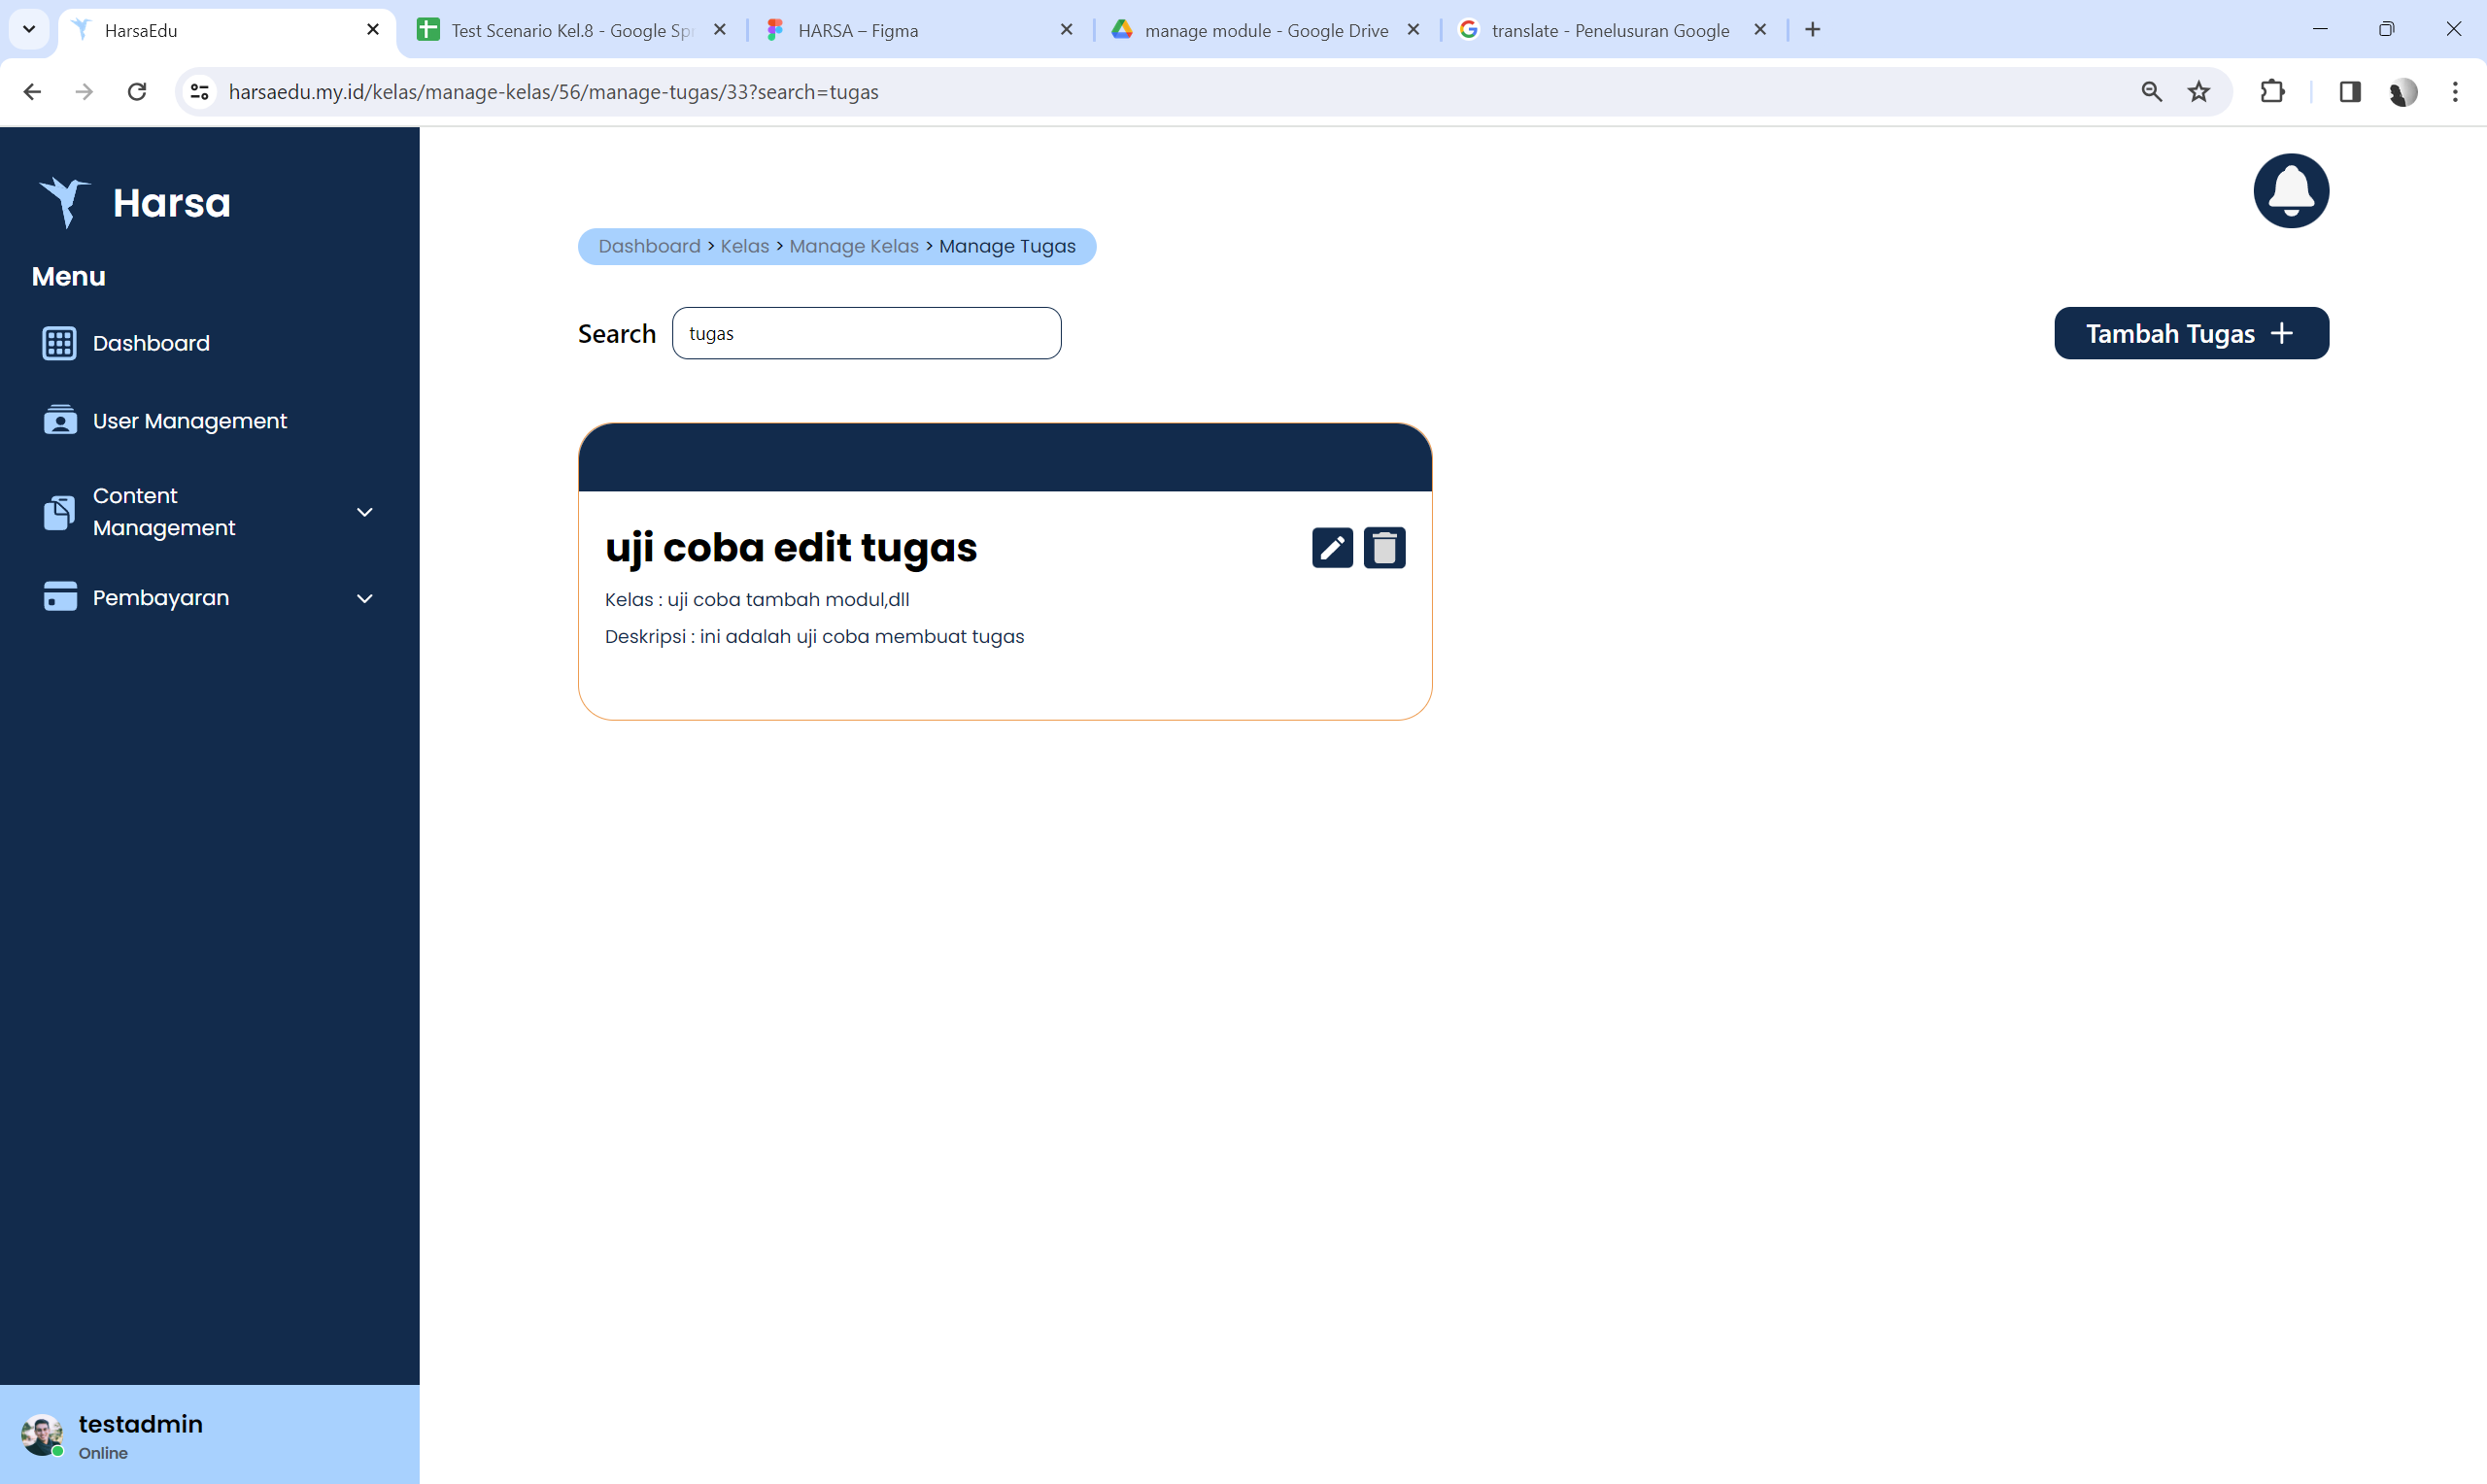 HarsaEdu
Test Scenario Kel.8 - Google Spr
HARSA – Figma
manage module - Google Drive
translate - Penelusuran Google
harsaedu.my.id/kelas/manage-kelas/56/manage-tugas/33?search=tugas
Harsa
Menu
Dashboard
User Management
Content
Management
Pembayaran
testadmin
Online
Dashboard > Kelas > Manage Kelas > Manage Tugas
Search
tugas
Tambah Tugas +
uji coba edit tugas
Kelas : uji coba tambah modul,dll
Deskripsi : ini adalah uji coba membuat tugas